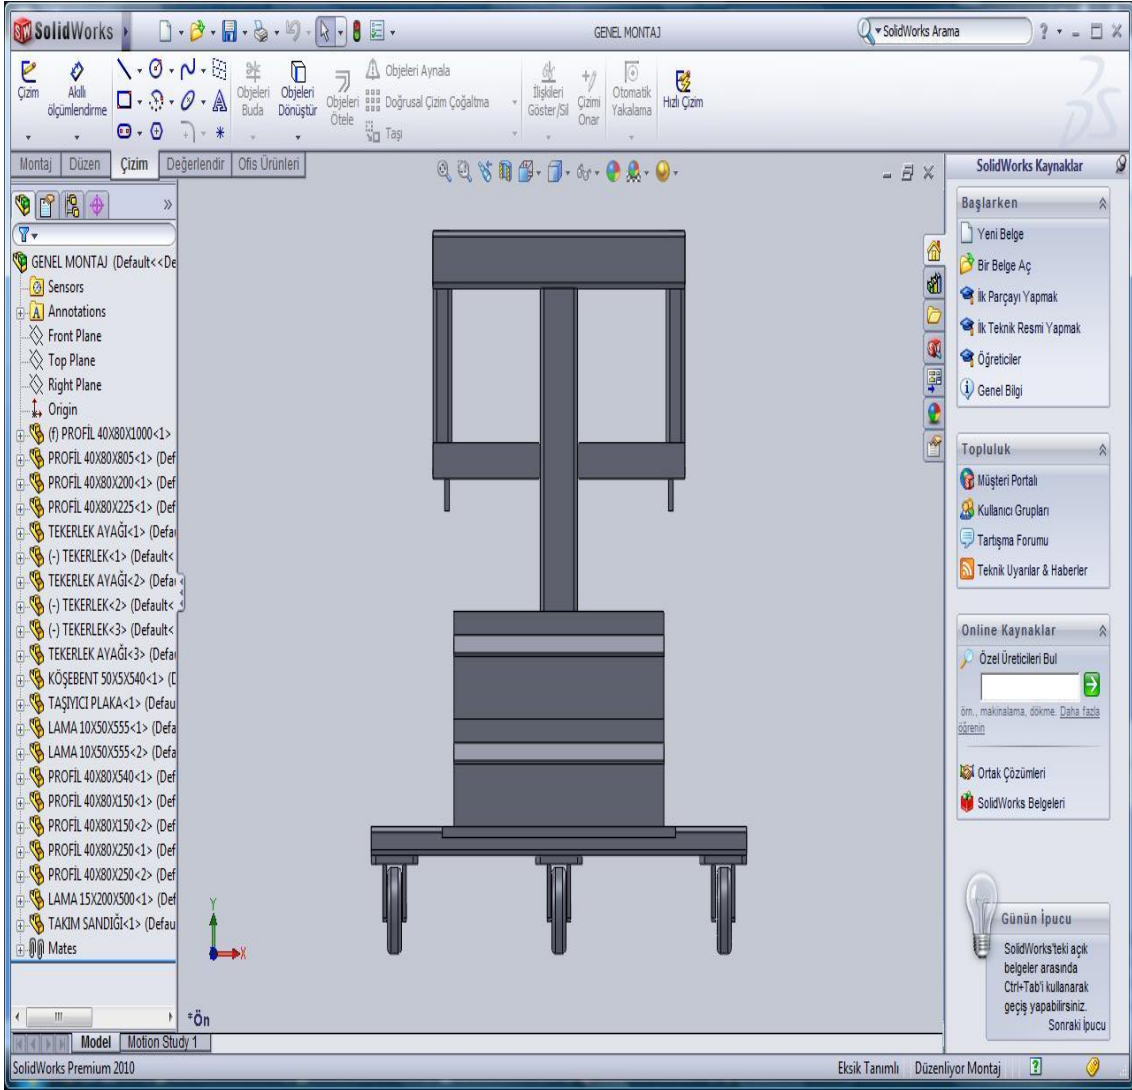 SolidWorks
GENEL MONTAJ
SolidWorks Arama
Çizim
Akıllı ölçümlendirme
Objeleri Buda
Objeleri Dönüştür
Objeleri Ötele
Objeleri Aynala
Doğrusal Çizim Çoğaltma
Taşı
İlişkileri Göster/Sil
Çizimi Onar
Otomatik Yakalama
Hızlı Çizim
Montaj Düzen Çizim Değerlendir Ofis Ürünleri
GENEL MONTAJ (Default<<De
Sensors
Annotations
Front Plane
Top Plane
Right Plane
Origin
(f) PROFİL 40X80X1000<1>
PROFİL 40X80X805<1> (Def
PROFİL 40X80X200<1> (Def
PROFİL 40X80X225<1> (Def
TEKERLEK AYAĞI<1> (Defa
(-) TEKERLEK<1> (Default<
TEKERLEK AYAĞI<2> (Defa
(-) TEKERLEK<2> (Default<
(-) TEKERLEK<3> (Default<
TEKERLEK AYAĞI<3> (Defa
KÖŞEBENT 50X5X540<1> (D
TAŞIYICI PLAKA<1> (Defau
LAMA 10X50X555<1> (Defa
LAMA 10X50X555<2> (Defa
PROFİL 40X80X540<1> (Def
PROFİL 40X80X150<1> (Def
PROFİL 40X80X150<2> (Def
PROFİL 40X80X250<1> (Def
PROFİL 40X80X250<2> (Def
LAMA 15X200X500<1> (Def
TAKIM SANDIĞI<1> (Defau
Mates
Y
X
*Ön
Model Motion Study 1
SolidWorks Kaynaklar
Başlarken
Yeni Belge
Bir Belge Aç
İlk Parçayı Yapmak
İlk Teknik Resmi Yapmak
Öğreticiler
Genel Bilgi
Topluluk
Müşteri Portalı
Kullanıcı Grupları
Tartışma Forumu
Teknik Uyarılar & Haberler
Online Kaynaklar
Özel Üreticileri Bul
örn., makinalama, dökme. Daha fazla
öğrenin
Ortak Çözümleri
SolidWorks Belgeleri
Günün İpucu
SolidWorks'teki açık
belgeler arasında
Ctrl+Tab'i kullanarak
geçiş yapabilirsiniz.
Sonraki İpucu
SolidWorks Premium 2010
Eksik Tanımlı Düzenliyor Montaj